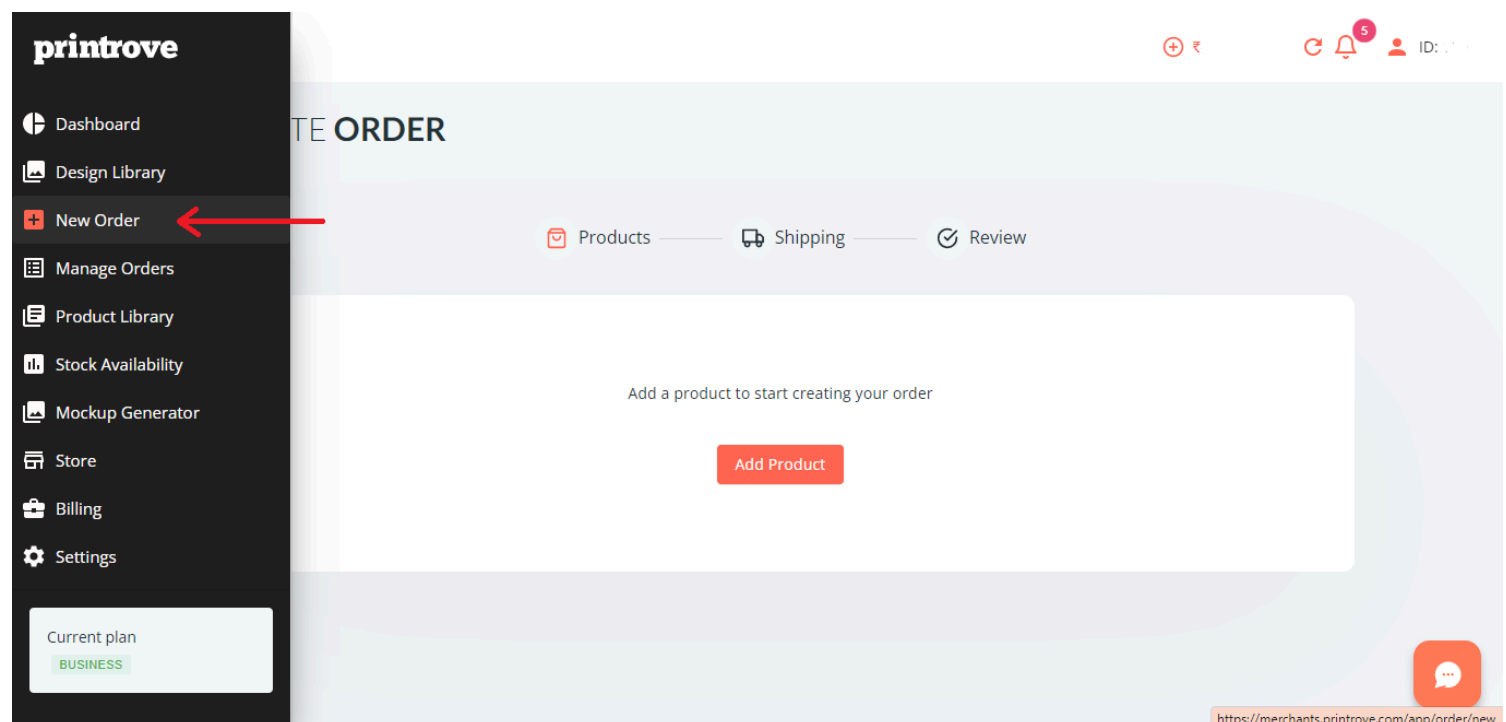 printrove
₹
5
ID:
Dashboard
Design Library
New Order
Manage Orders
Product Library
Stock Availability
Mockup Generator
Store
Billing
Settings
Current plan
BUSINESS
TE ORDER
Products
Shipping
Review
Add a product to start creating your order
Add Product
https://merchants.printrove.com/app/order/new